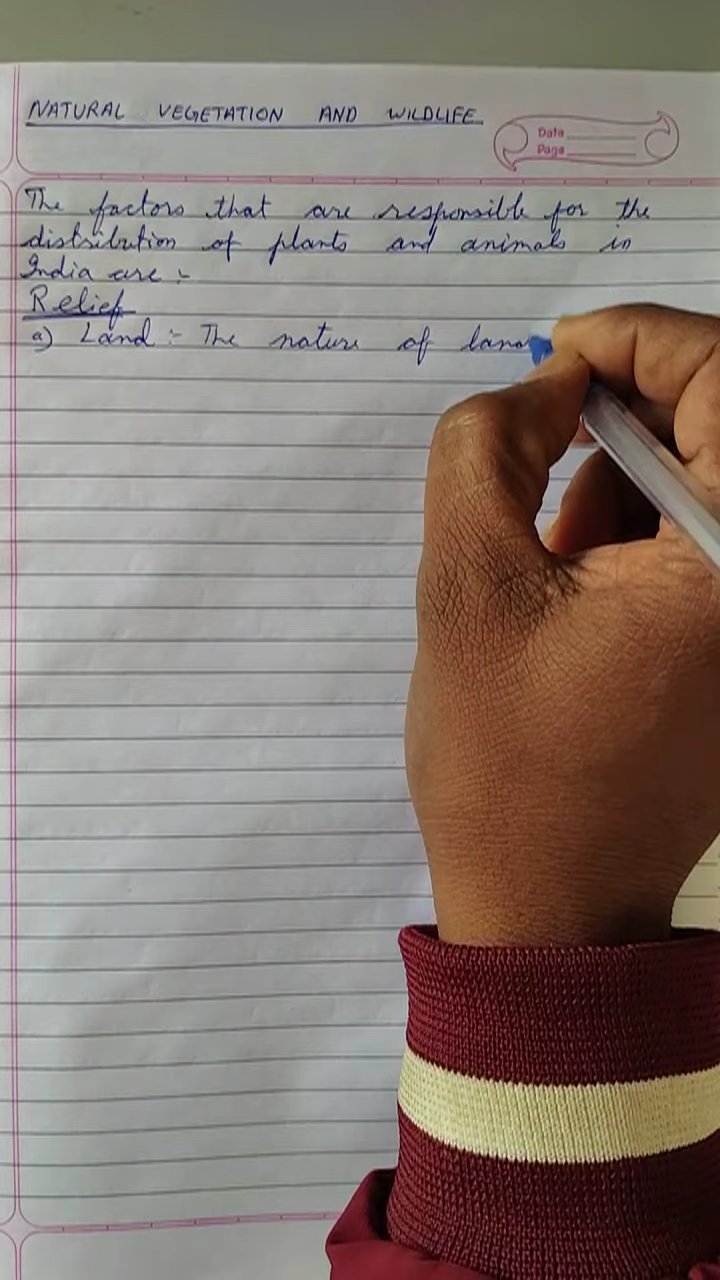 NATURAL VEGETATION AND WILDLIFE
Date
Page
The factors that are responsible for the
distribution of plants and animals in
India are :-
Relief
a) Land :- The nature of land